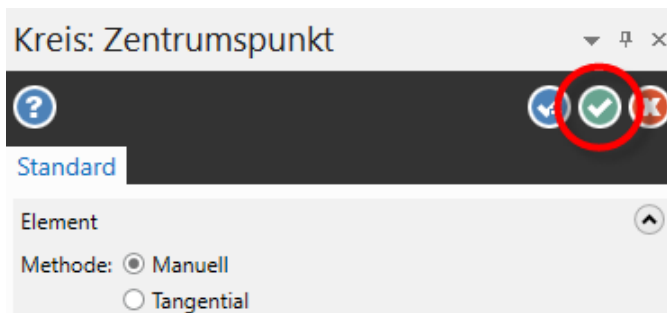 Kreis: Zentrumspunkt
Standard
Element
Methode: Manuell
Tangential